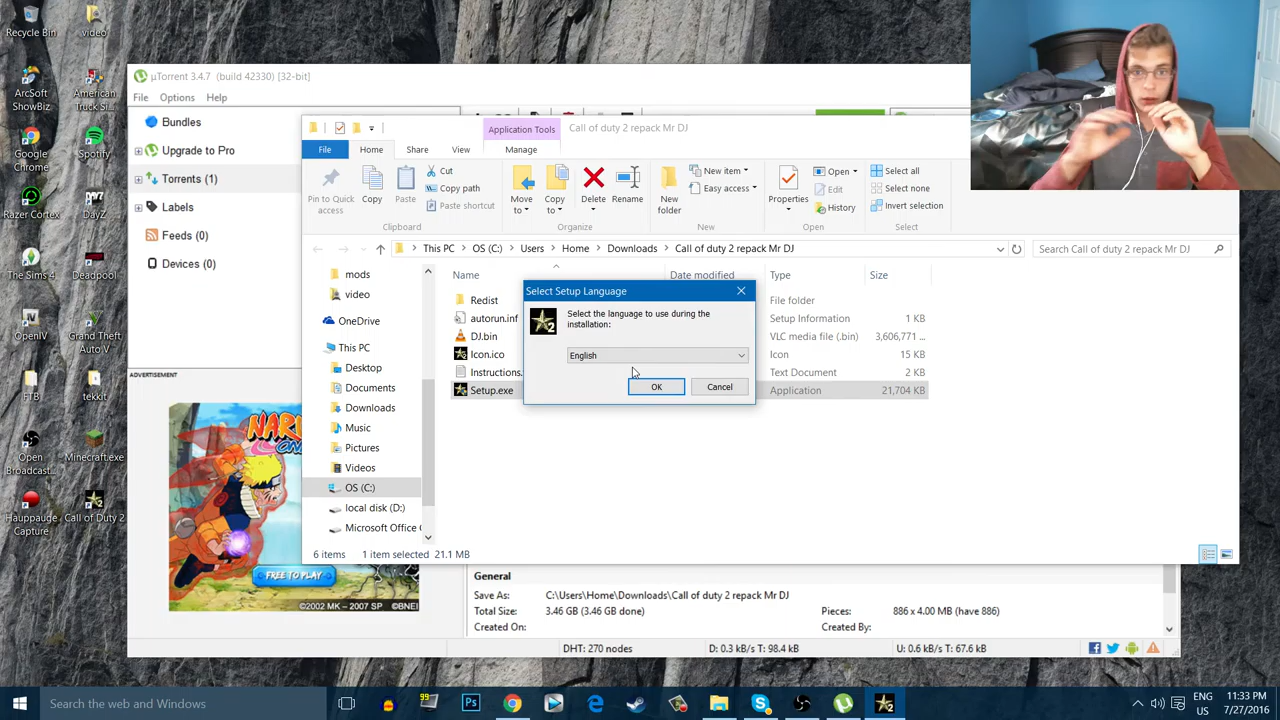 Recycle Bin
video
ArcSoft ShowBiz
American Truck Si...
Google Chrome
Spotify
Razer Cortex
DayZ
The Sims 4
Deadpool
OpenIV
Grand Theft Auto V
FTB
tekkit
Open Broadcast...
Minecraft.exe
Hauppauge Capture
Call of Duty 2
µTorrent 3.4.7 (build 42330) [32-bit]
File Options Help
Bundles
Upgrade to Pro
Torrents (1)
Labels
Feeds (0)
Devices (0)
ADVERTISEMENT
NARUTO
ONLINE
FREE TO PLAY
©2002 MK – 2007 SP ©BNEI
Application Tools
Call of duty 2 repack Mr DJ
File Home Share View Manage
Pin to Quick access
Copy
Paste
Cut
Copy path
Paste shortcut
Clipboard
Move to
Copy to
Delete
Rename
Organize
New folder
New item
Easy access
New
Properties
Open
Edit
History
Open
Select all
Select none
Invert selection
Select
This PC OS (C:) Users Home Downloads Call of duty 2 repack Mr DJ
Search Call of duty 2 repack Mr DJ
mods
video
OneDrive
This PC
Desktop
Documents
Downloads
Music
Pictures
Videos
OS (C:)
local disk (D:)
Microsoft Office
Name Date modified Type Size
Redist File folder
autorun.inf Setup Information 1 KB
DJ.bin VLC media file (.bin) 3,606,771 ...
Icon.ico Icon 15 KB
Instructions. Text Document 2 KB
Setup.exe Application 21,704 KB
Select Setup Language
Select the language to use during the
installation:
English
OK Cancel
6 items 1 item selected 21.1 MB
General
Save As: C:\Users\Home\Downloads\Call of duty 2 repack Mr DJ
Total Size: 3.46 GB (3.46 GB done) Pieces: 886 x 4.00 MB (have 886)
Created On: Created By:
DHT: 270 nodes D: 0.3 kB/s T: 98.4 kB U: 0.6 kB/s T: 67.6 kB
Search the web and Windows
ENG
US
11:33 PM
7/27/2016